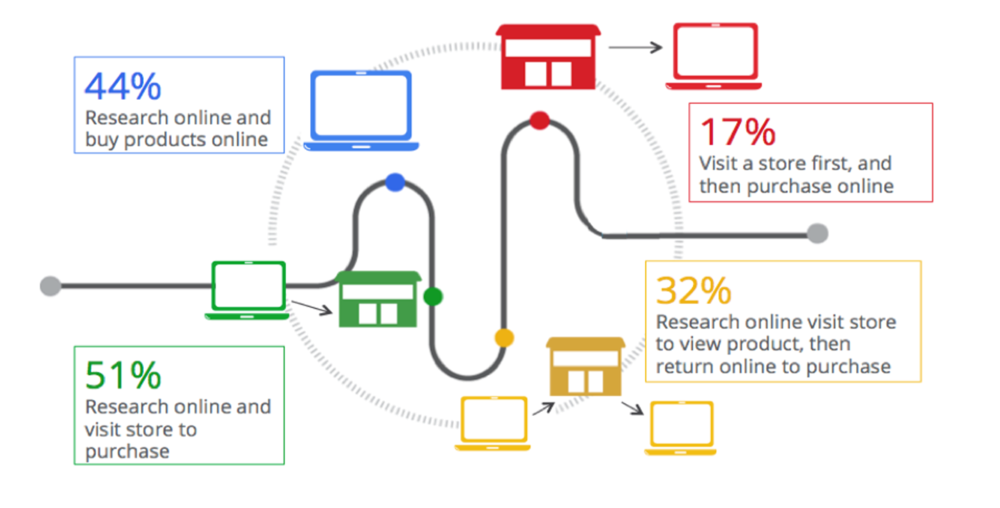 44%
Research online and
buy products online
17%
Visit a store first, and
then purchase online
51%
Research online and
visit store to
purchase
32%
Research online visit store
to view product, then
return online to purchase